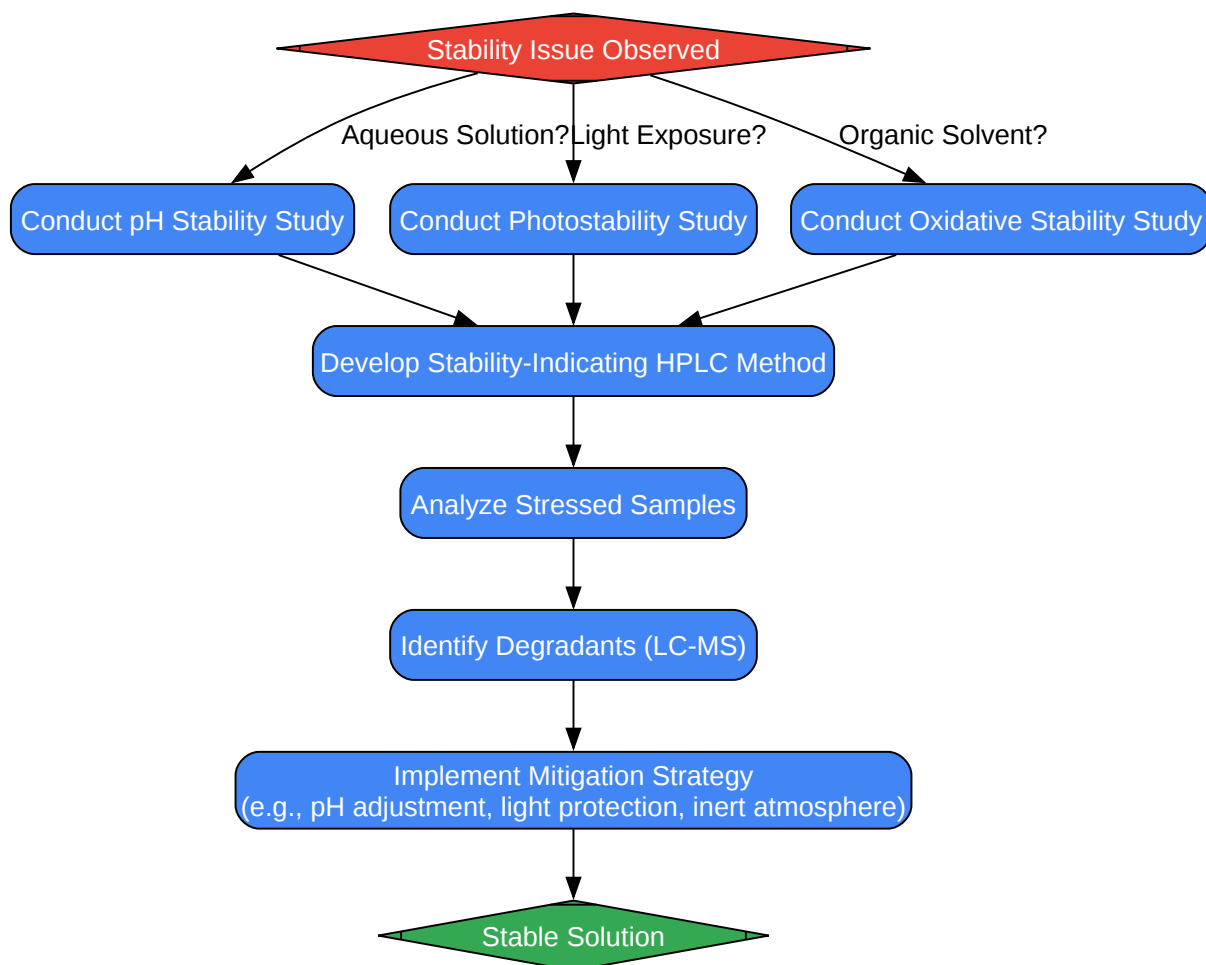 Stability Issue Observed
Aqueous Solution?
Light Exposure?
Organic Solvent?
Conduct pH Stability Study
Conduct Photostability Study
Conduct Oxidative Stability Study
Develop Stability-Indicating HPLC Method
Analyze Stressed Samples
Identify Degradants (LC-MS)
Implement Mitigation Strategy
(e.g., pH adjustment, light protection, inert atmosphere)
Stable Solution